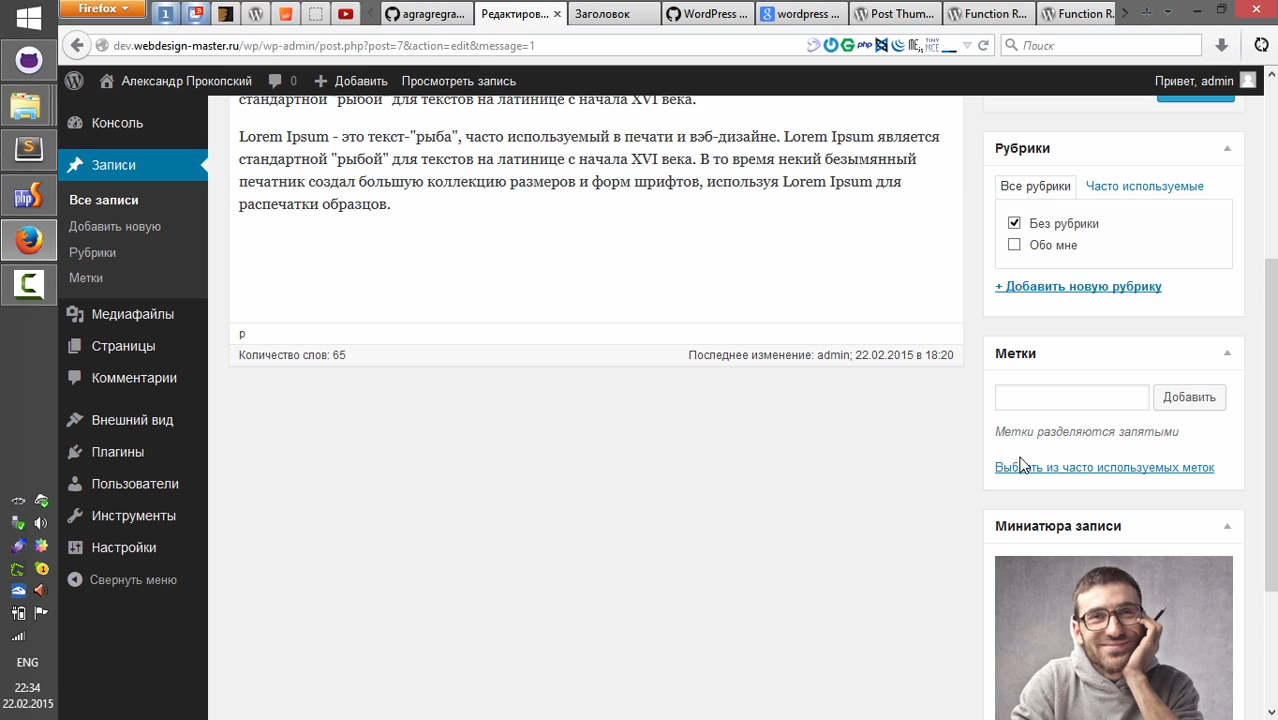 Firefox
agragregra...
Редактиров...
Заголовок
WordPress ...
wordpress ...
Post Thum...
Function R...
Function R...
dev.webdesign-master.ru/wp/wp-admin/post.php?post=7&action=edit&message=1
php
TINY MCE
Поиск
Александр Прокопский
0
Добавить
Просмотреть запись
Привет, admin
стандартной "рыбой" для текстов на латинице с начала XVI века.
Lorem Ipsum - это текст-"рыба", часто используемый в печати и вэб-дизайне. Lorem Ipsum является
стандартной "рыбой" для текстов на латинице с начала XVI века. В то время некий безымянный
печатник создал большую коллекцию размеров и форм шрифтов, используя Lorem Ipsum для
распечатки образцов.
p
Количество слов: 65
Последнее изменение: admin; 22.02.2015 в 18:20
Консоль
Записи
Все записи
Добавить новую
Рубрики
Метки
Медиафайлы
Страницы
Комментарии
Внешний вид
Плагины
Пользователи
Инструменты
Настройки
Свернуть меню
Рубрики
Все рубрики
Часто используемые
Без рубрики
Обо мне
+ Добавить новую рубрику
Метки
Добавить
Метки разделяются запятыми
Выбрать из часто используемых меток
Миниатюра записи
ENG
22:34
22.02.2015